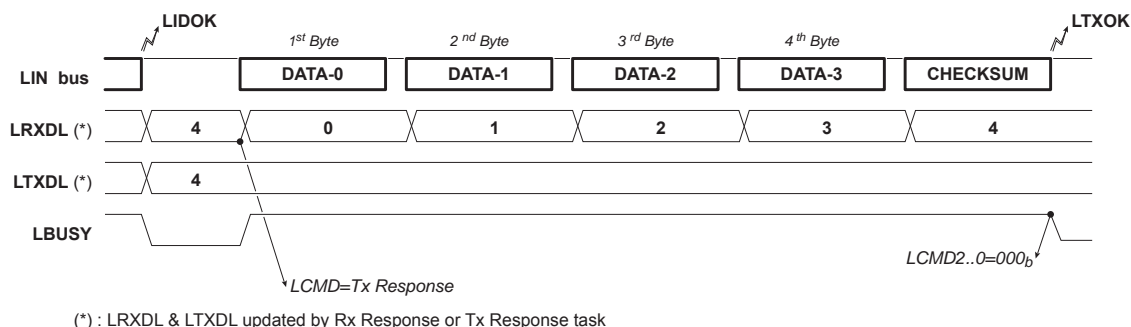 LIDOK
LTXOK
1st Byte 2nd Byte 3rd Byte 4th Byte
LIN bus DATA-0 DATA-1 DATA-2 DATA-3 CHECKSUM
LRXDL (*) 4 0 1 2 3 4
LTXDL (*) 4
LBUSY
LCMD2..0=000b
LCMD=Tx Response
(*) : LRXDL & LTXDL updated by Rx Response or Tx Response task